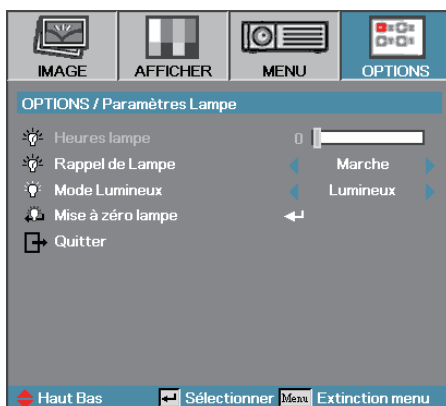 IMAGE AFFICHER MENU OPTIONS
OPTIONS / Paramètres Lampe
Heures lampe 0
Rappel de Lampe Marche
Mode Lumineux Lumineux
Mise à zéro lampe
Quitter
Haut Bas Sélectionner Menu Extinction menu